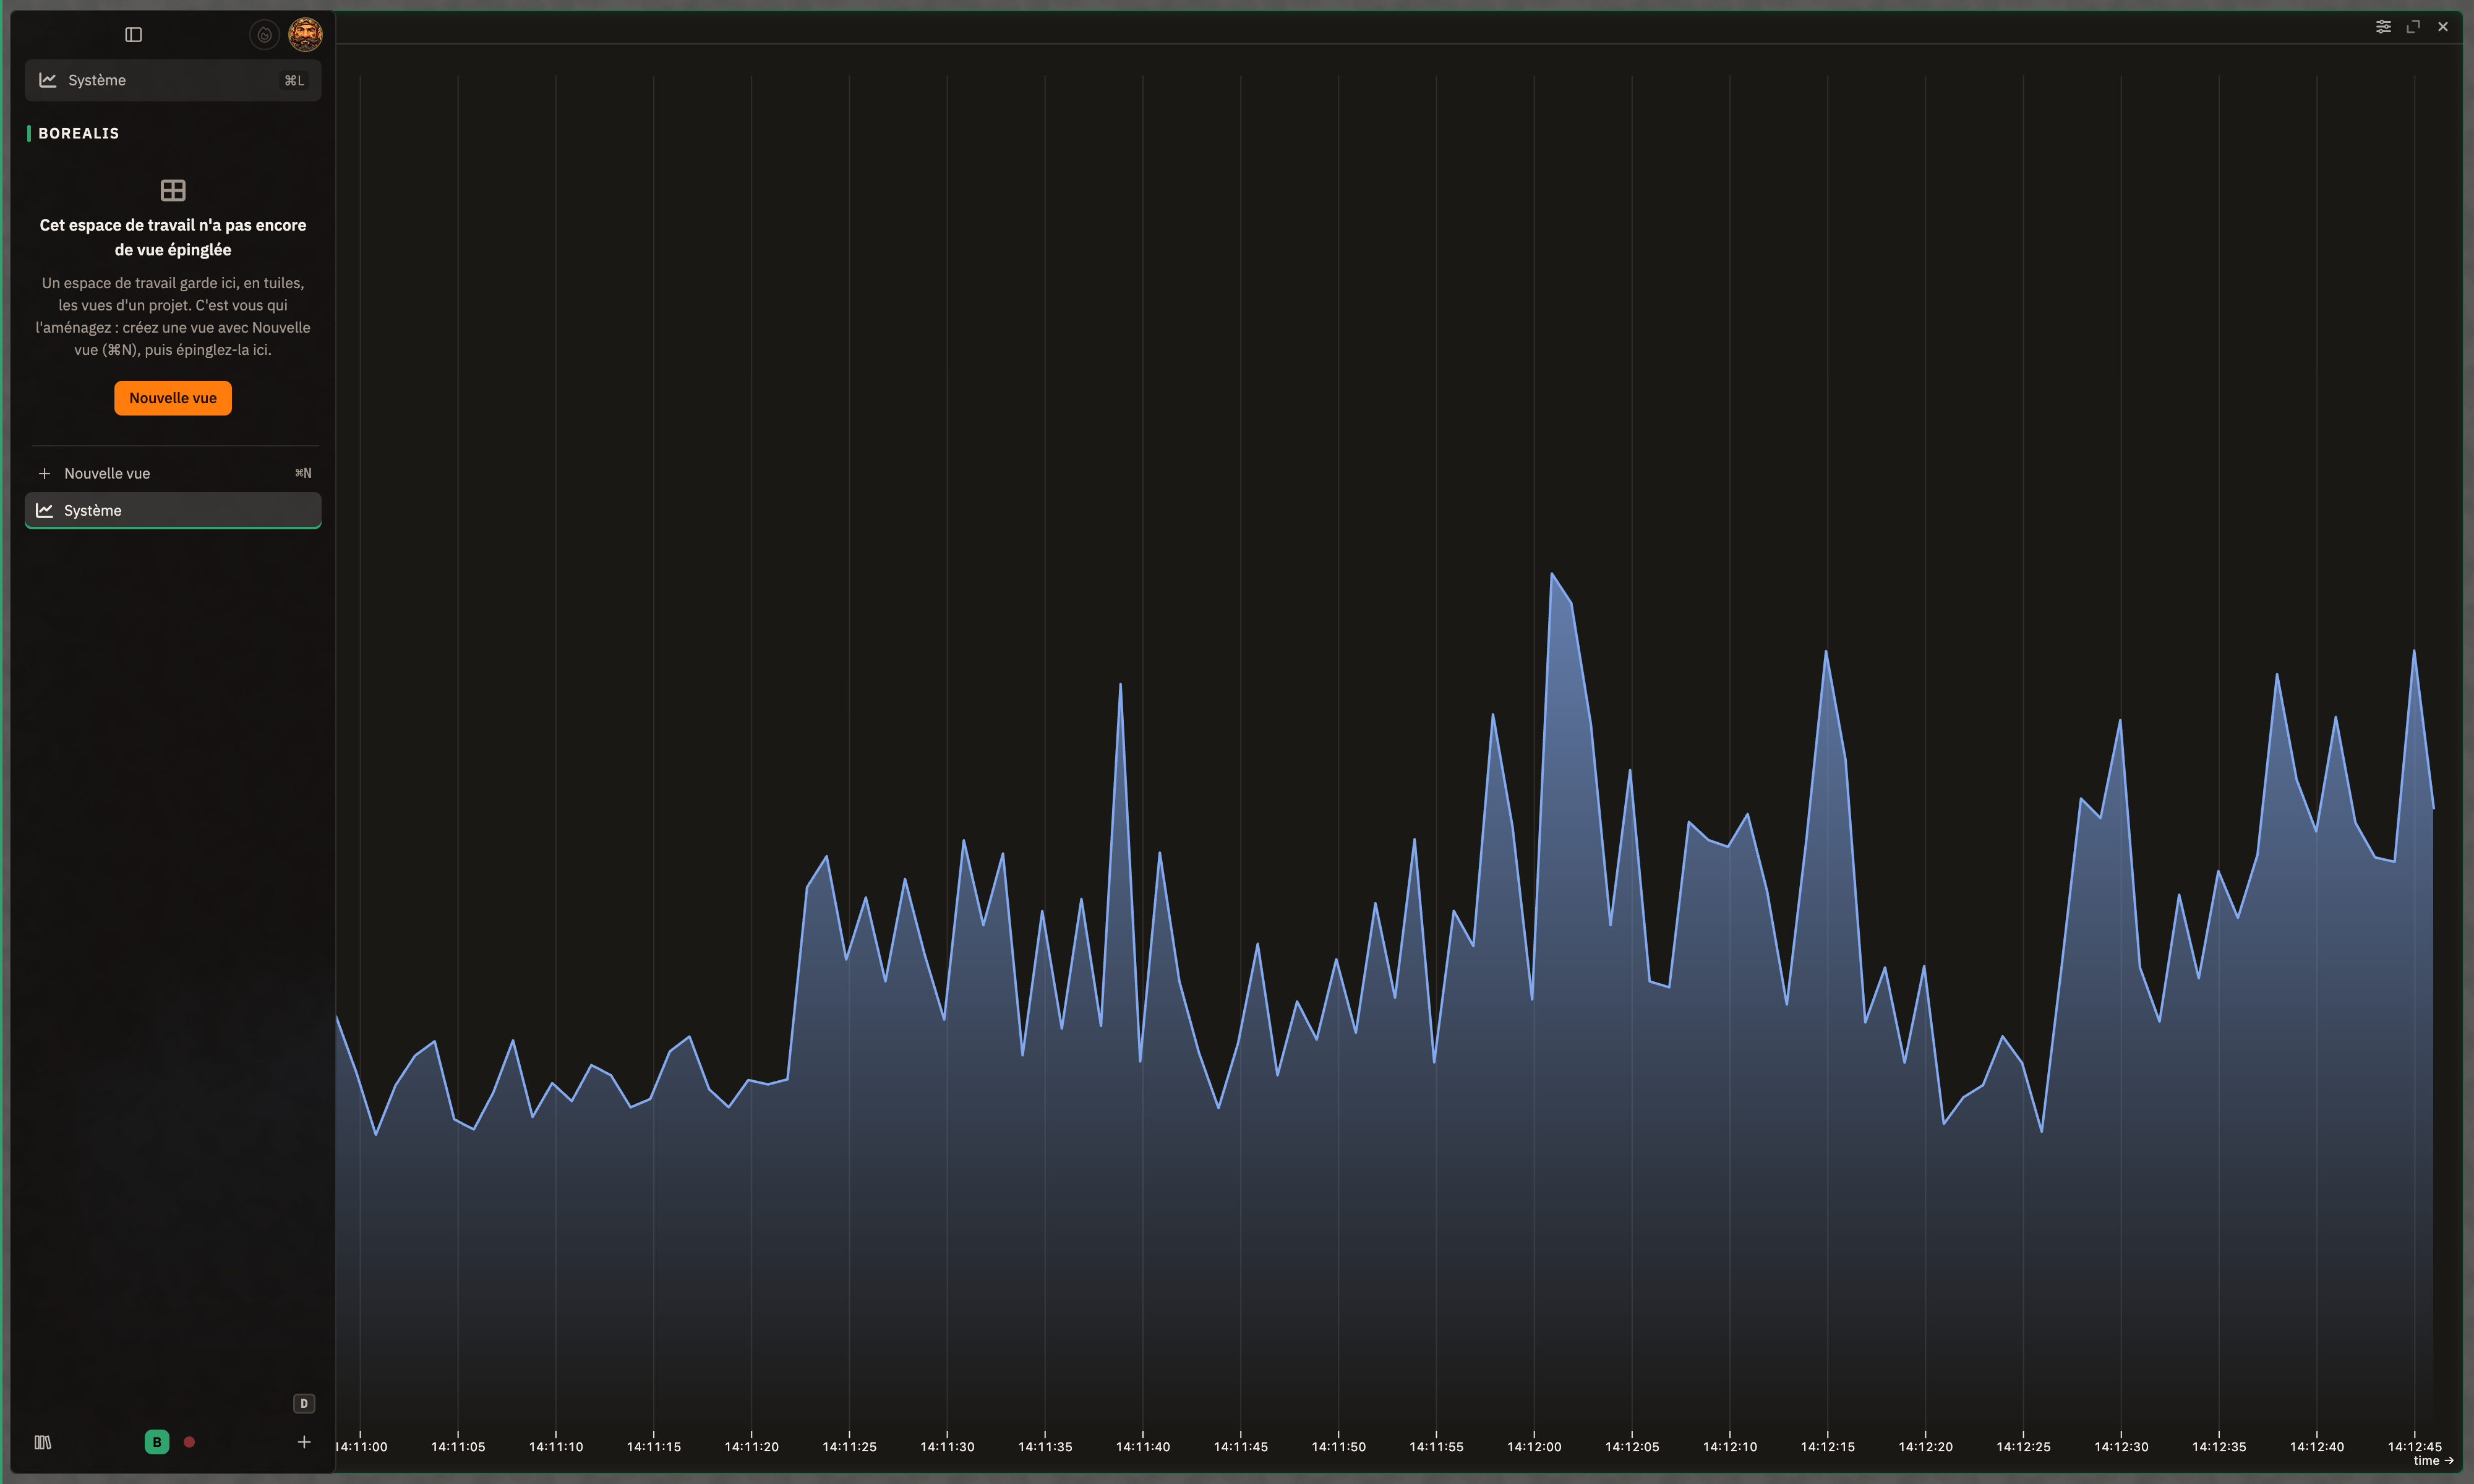 Système ⌘L
BOREALIS
Cet espace de travail n'a pas encore
de vue épinglée
Un espace de travail garde ici, en tuiles,
les vues d'un projet. C'est vous qui
l'aménagez : créez une vue avec Nouvelle
vue (⌘N), puis épinglez-la ici.
Nouvelle vue
+ Nouvelle vue ⌘N
Système
D
B
14:11:00 14:11:05 14:11:10 14:11:15 14:11:20 14:11:25 14:11:30 14:11:35 14:11:40 14:11:45 14:11:50 14:11:55 14:12:00 14:12:05 14:12:10 14:12:15 14:12:20 14:12:25 14:12:30 14:12:35 14:12:40 14:12:45
time →